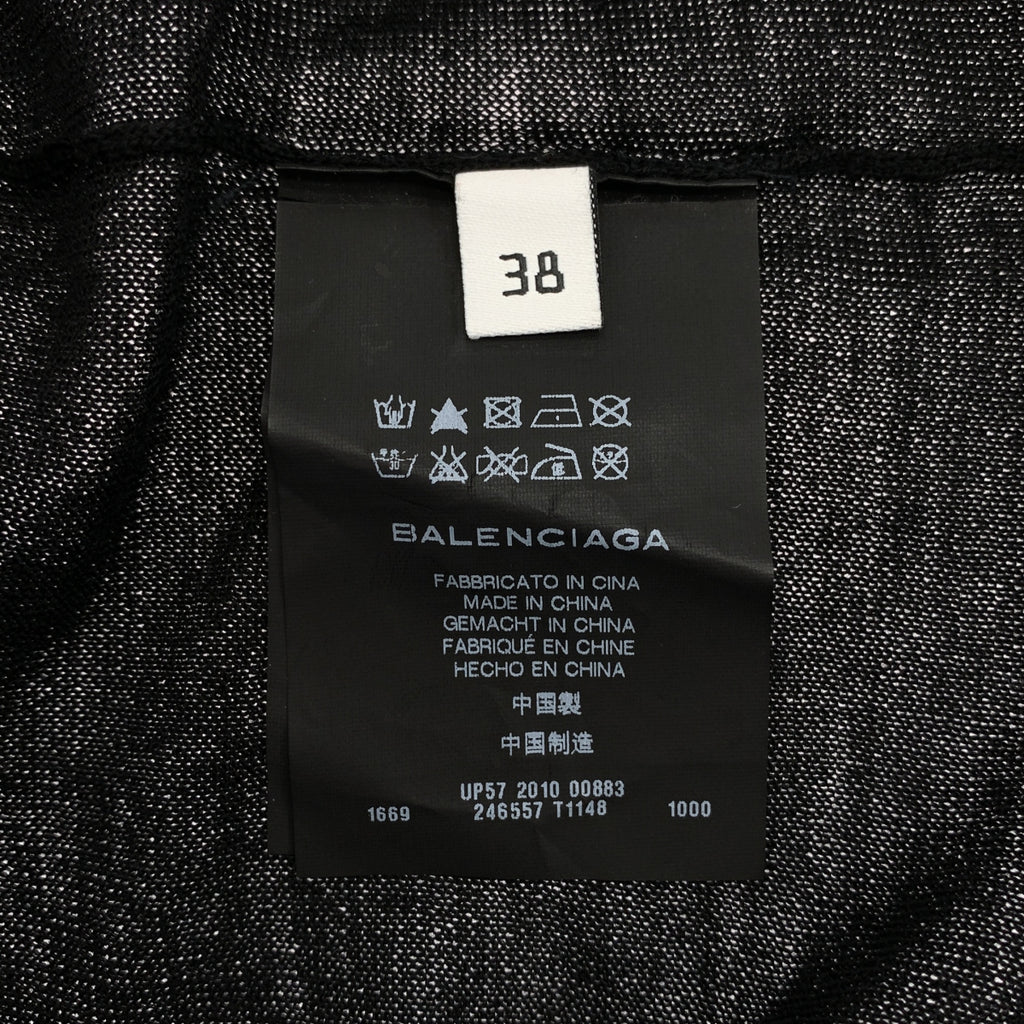 38
BALENCIAGA
FABBRICATO IN CINA
MADE IN CHINA
GEMACHT IN CHINA
FABRIQUÉ EN CHINE
HECHO EN CHINA
中国製
中国制造
UP57 2010 00883
1669 246557 T1148 1000